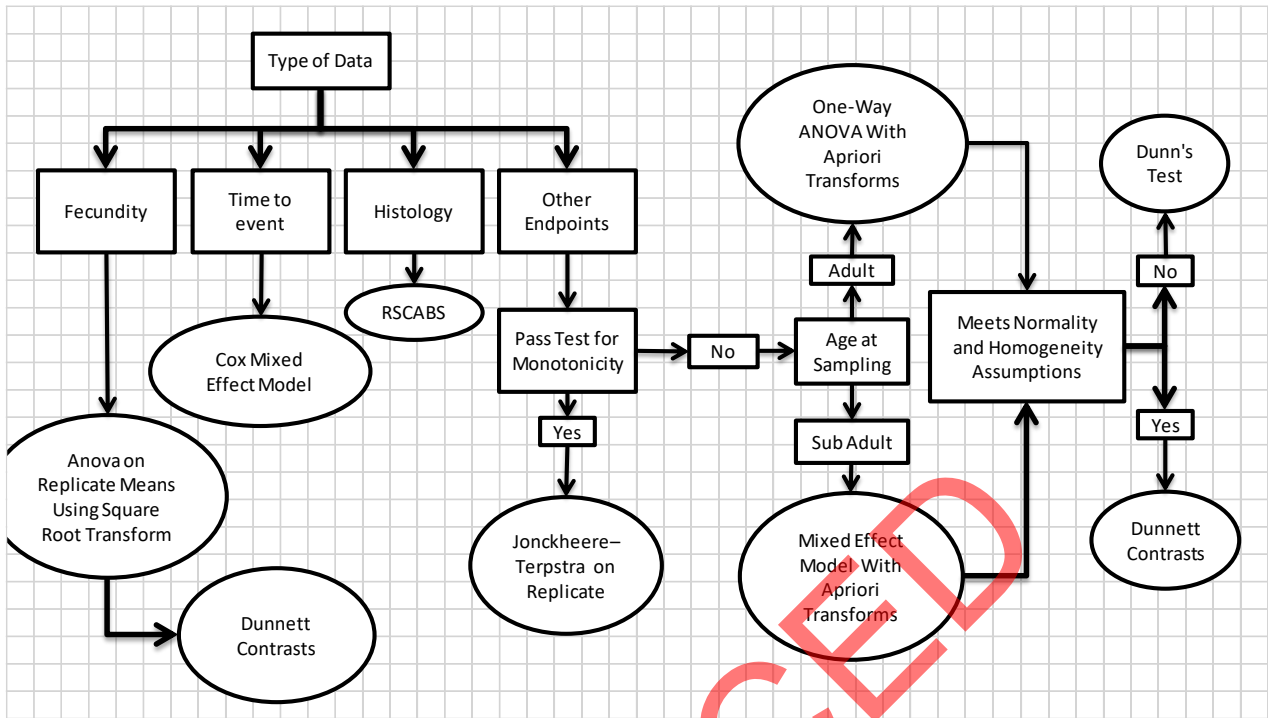 Type of Data
Fecundity
Time to
event
Histology
Other
Endpoints
RSCABS
Cox Mixed
Effect Model
Anova on
Replicate Means
Using Square
Root Transform
Dunnett
Contrasts
Pass Test for
Monotonicity
Yes
Jonckheere–
Terpstra on
Replicate
No
Age at
Sampling
Adult
One-Way
ANOVA With
Apriori
Transforms
Sub Adult
Mixed Effect
Model With
Apriori
Transforms
Meets Normality
and Homogeneity
Assumptions
No
Dunn's
Test
Yes
Dunnett
Contrasts
CED